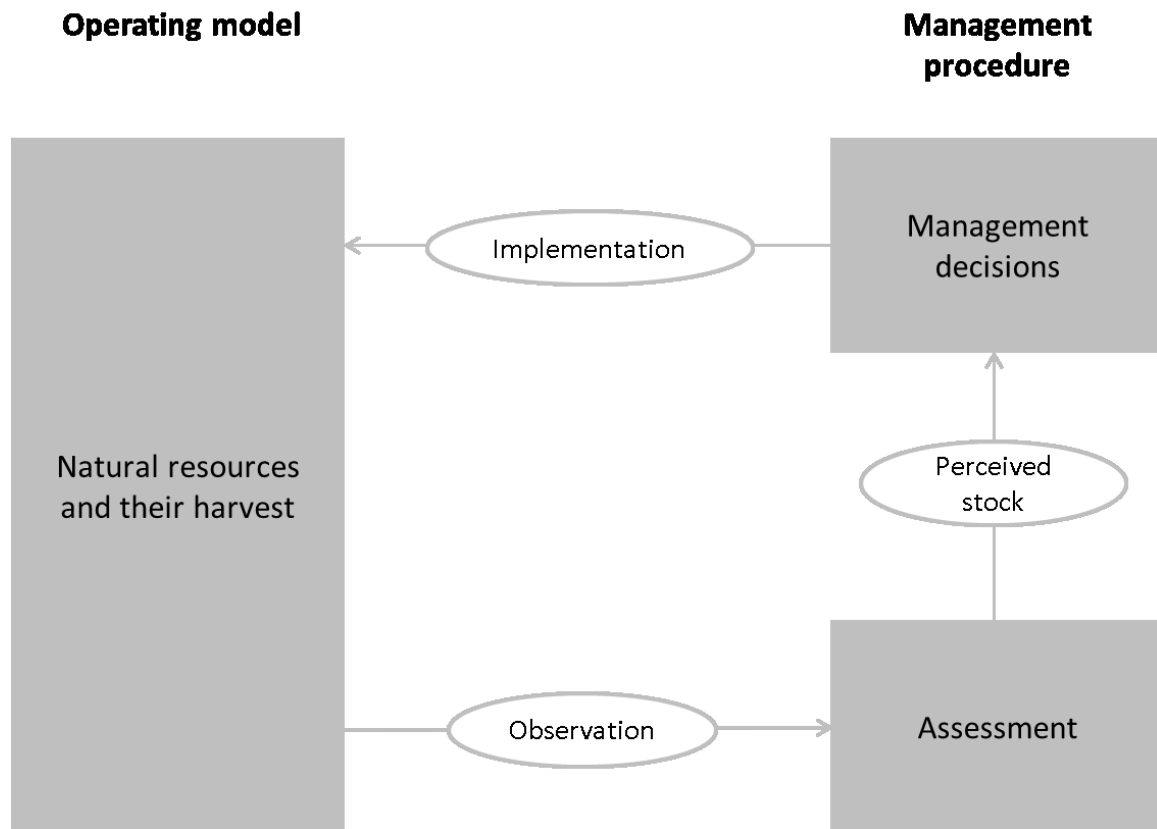 Operating model
Management
procedure
Implementation
Management
decisions
Natural resources
and their harvest
Perceived
stock
Observation
Assessment